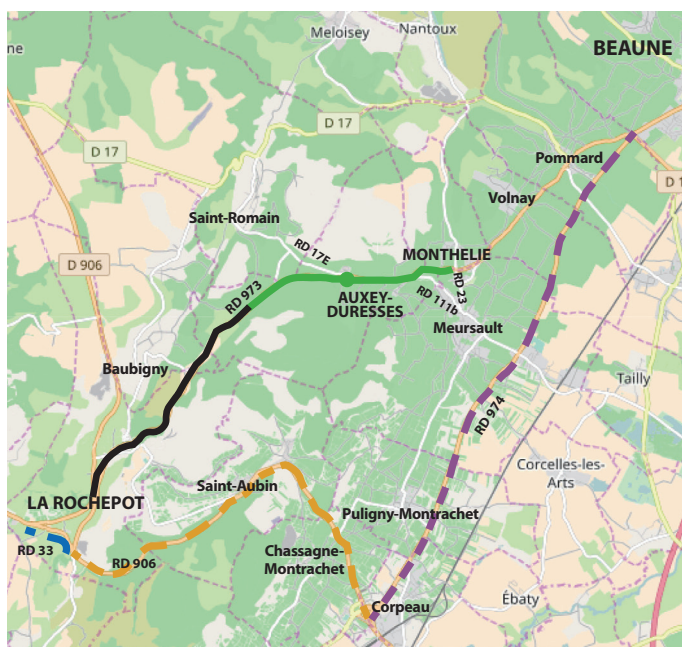 Meloisey
Nantoux
BEAUNE
ne
D 17
D 17
Pommard
D 1
Volnay
Saint-Romain
RD 17E
MONTHELIE
D 906
RD 973
AUXEY-
DURESSES
RD 23
RD 111b
Meursault
Baubigny
Tailly
RD 974
Corcelles-les-
Arts
Saint-Aubin
LA ROCHEPOT
Puligny-Montrachet
RD 33
RD 906
Chassagne-
Montrachet
Corpeau
Ébaty